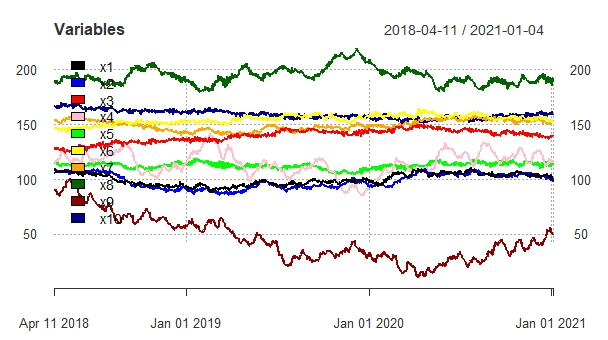 Variables 2018-04-11 / 2021-01-04
200 200
150 150
100 100
50 50
x1
x2
x3
x4
x5
x6
x7
x8
x9
x10
Apr 11 2018 Jan 01 2019 Jan 01 2020 Jan 01 2021